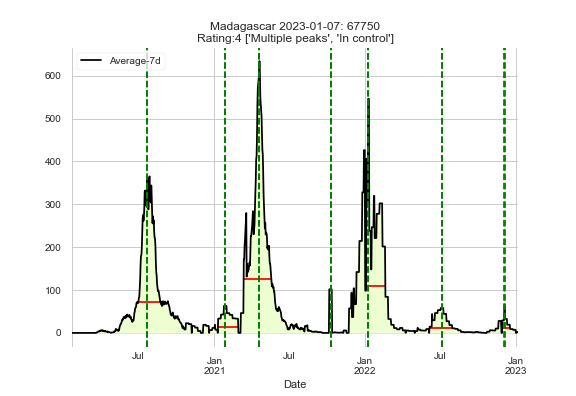 Madagascar 2023-01-07: 67750
Rating:4 ['Multiple peaks', 'In control']
Average-7d
600
500
400
300
200
100
0
Jul
Jan
2021
Jul
Jan
2022
Jul
Jan
2023
Date